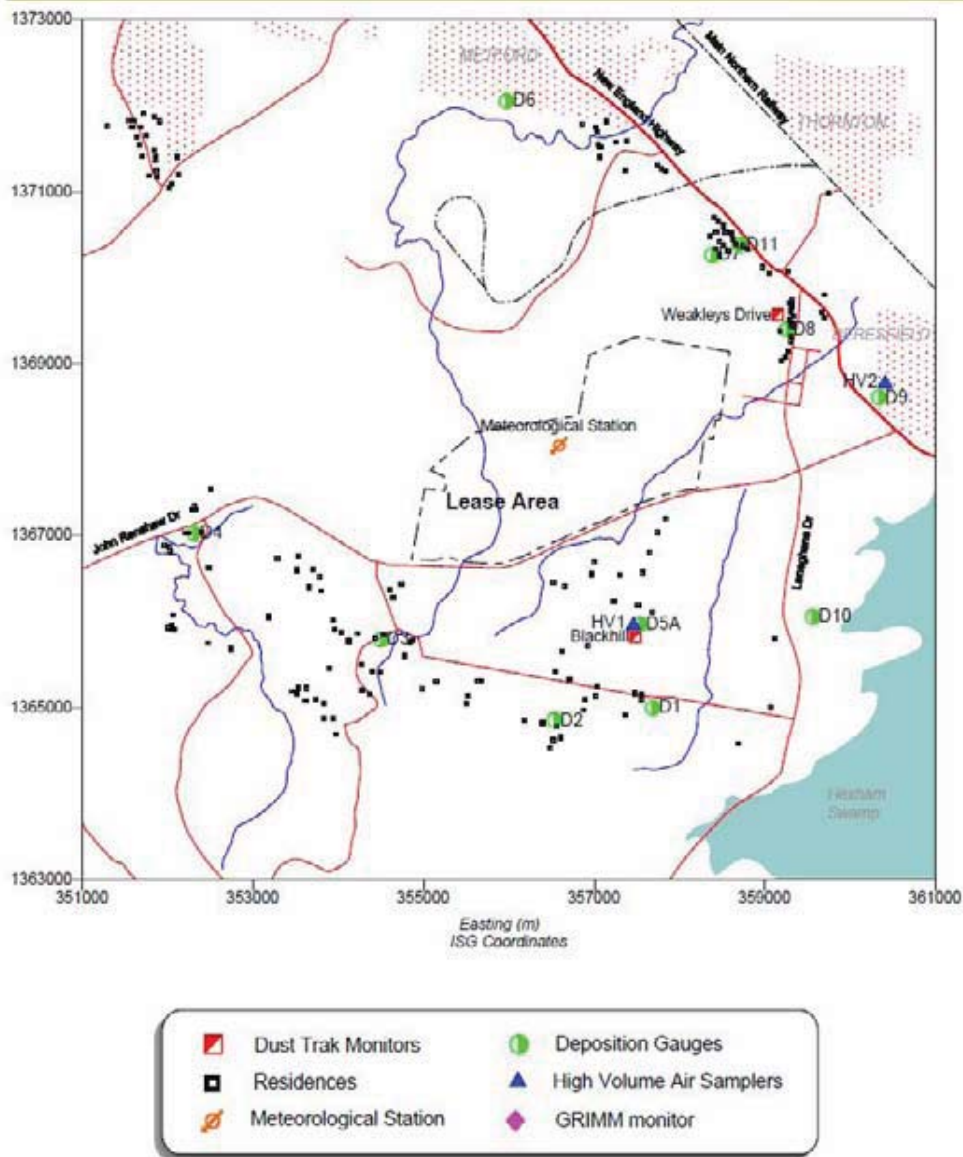 1373000
METFORD
Main Northern Railway
New England Highway
D6
THORNTON
1371000
D11
D7
Weakleys Drive
D8
BERESFIELD
1369000
HV2
D9
Meteorological Station
Lease Area
John Renshaw Dr
1367000
D4
Lenaghans Dr
HV1
D5A
D10
Blackhill
D3
1365000
D2
D1
Hexham
Swamp
1363000
351000
353000
355000
357000
359000
361000
Easting (m)
ISG Coordinates
Dust Trak Monitors
Deposition Gauges
Residences
High Volume Air Samplers
Meteorological Station
GRIMM monitor